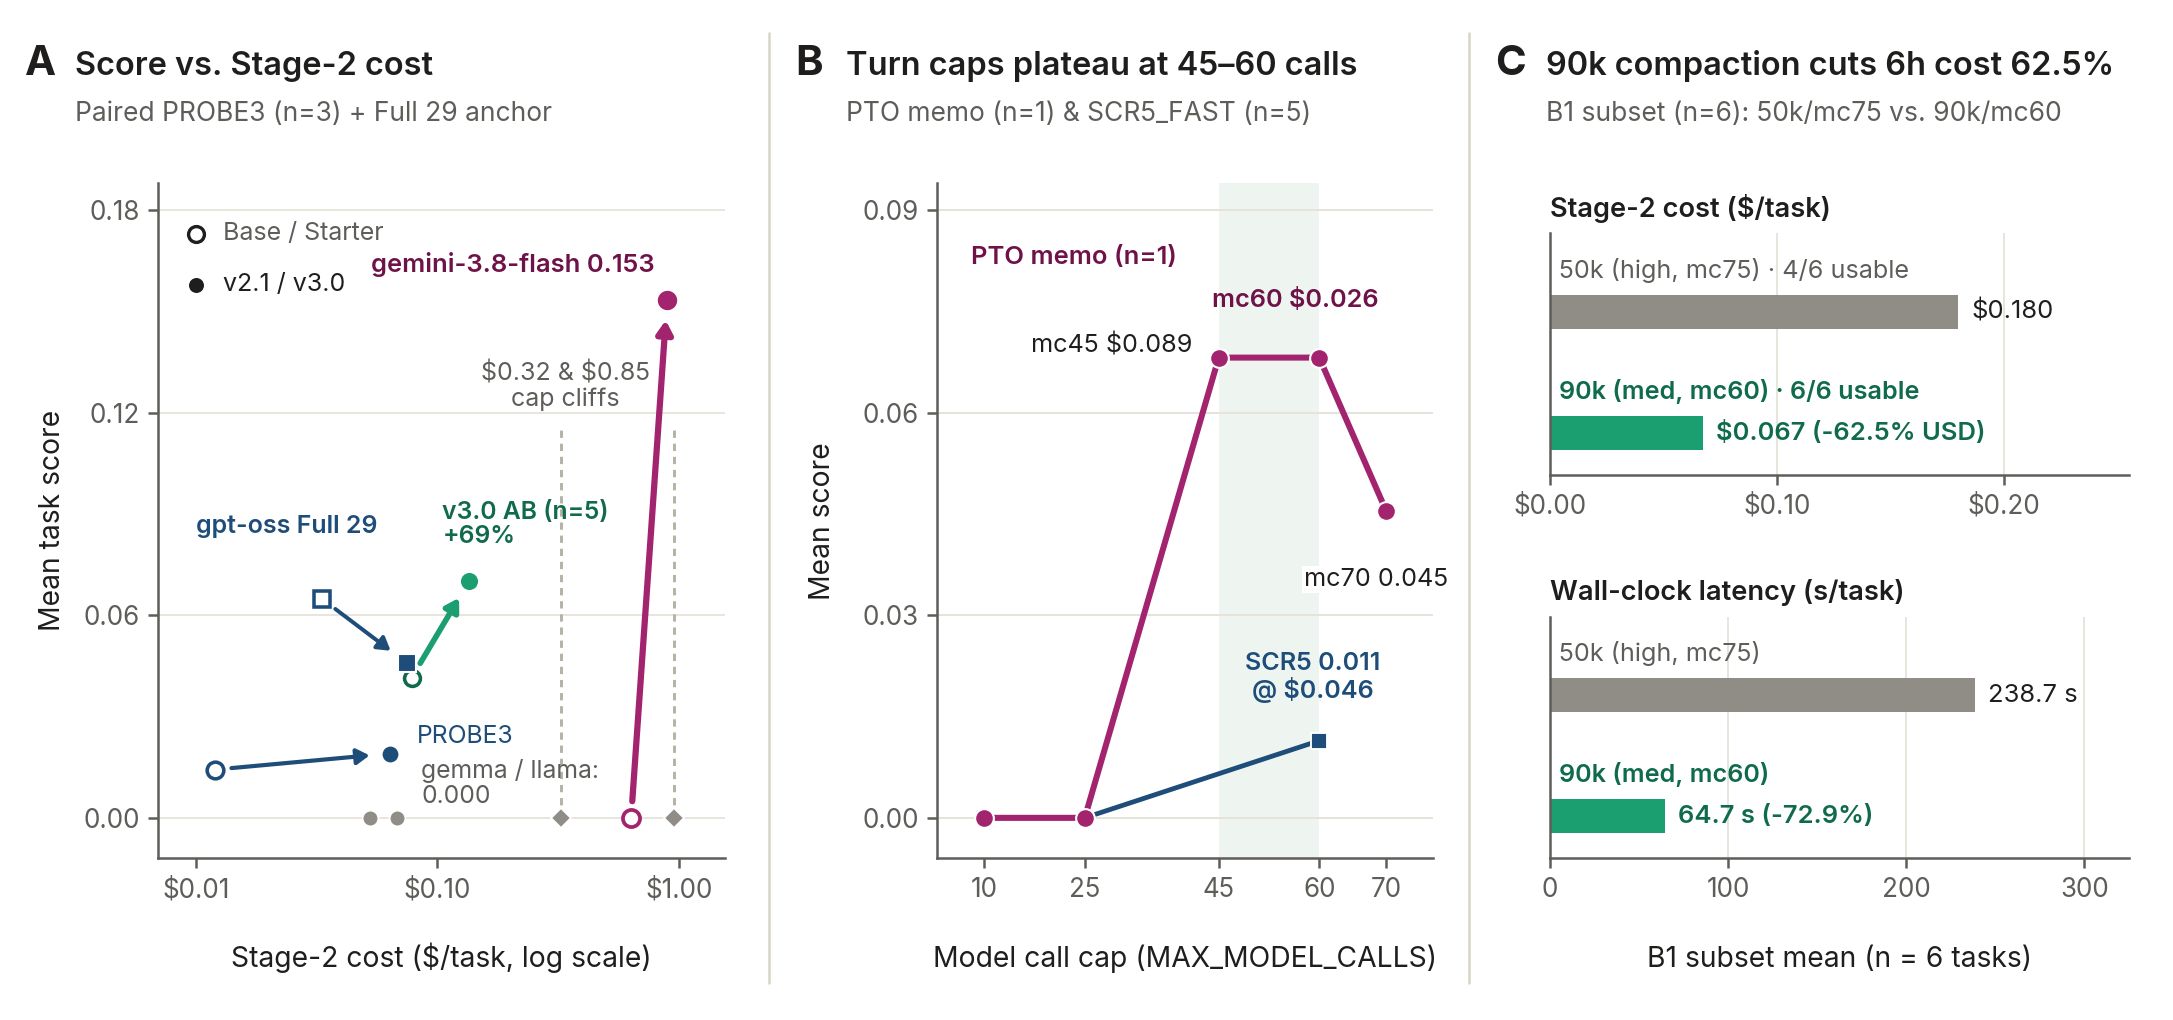 A Score vs. Stage-2 cost
Paired PROBE3 (n=3) + Full 29 anchor
0.18
0.12
0.06
0.00
Mean task score
Base / Starter
v2.1 / v3.0
gemini-3.8-flash 0.153
$0.32 & $0.85
cap cliffs
gpt-oss Full 29
v3.0 AB (n=5)
+69%
PROBE3
gemma / llama:
0.000
$0.01
$0.10
$1.00
Stage-2 cost ($/task, log scale)
B Turn caps plateau at 45–60 calls
PTO memo (n=1) & SCR5_FAST (n=5)
0.09
0.06
0.03
0.00
Mean score
PTO memo (n=1)
mc60 $0.026
mc45 $0.089
mc70 0.045
SCR5 0.011
@ $0.046
10
25
45
60
70
Model call cap (MAX_MODEL_CALLS)
C 90k compaction cuts 6h cost 62.5%
B1 subset (n=6): 50k/mc75 vs. 90k/mc60
Stage-2 cost ($/task)
50k (high, mc75) · 4/6 usable
$0.180
90k (med, mc60) · 6/6 usable
$0.067 (-62.5% USD)
$0.00
$0.10
$0.20
Wall-clock latency (s/task)
50k (high, mc75)
238.7 s
90k (med, mc60)
64.7 s (-72.9%)
0
100
200
300
B1 subset mean (n = 6 tasks)